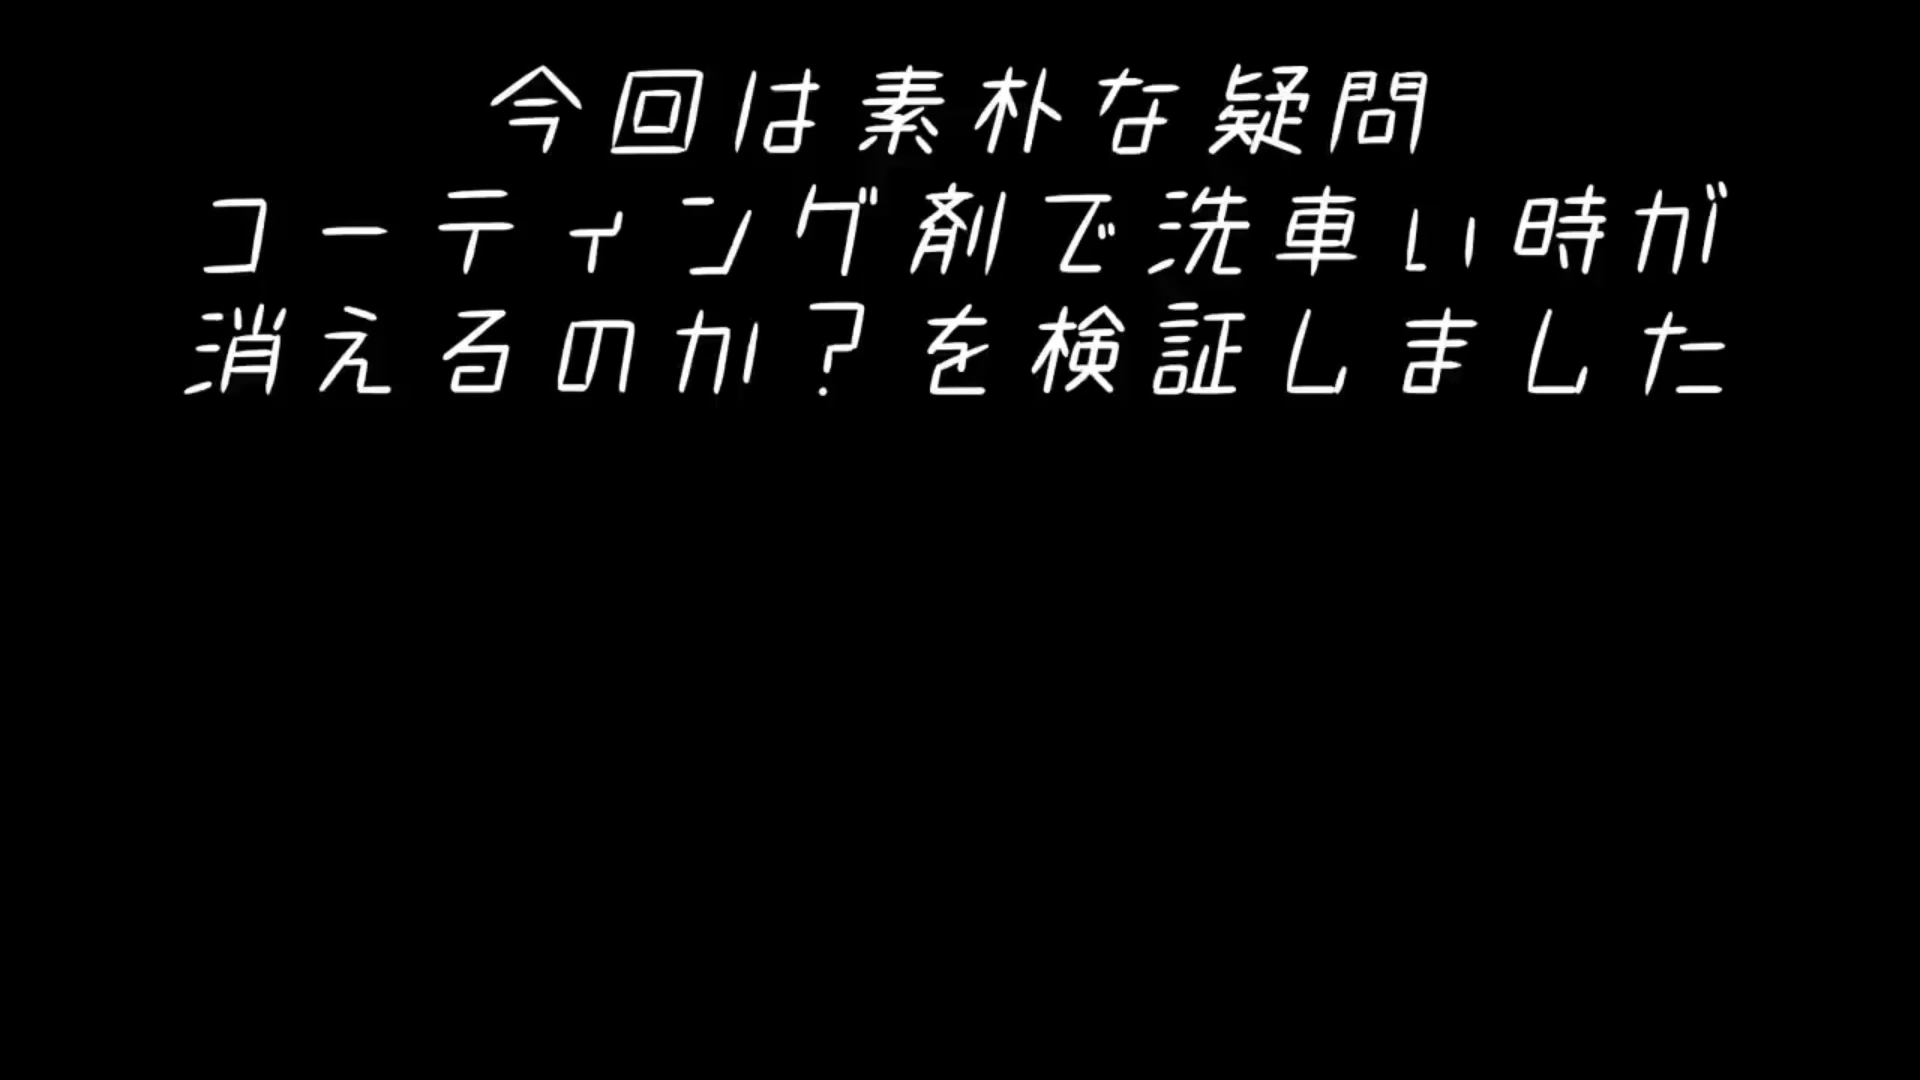 今回は素朴な疑問
コーティング剤で洗車い時が
消えるのか？を検証しました